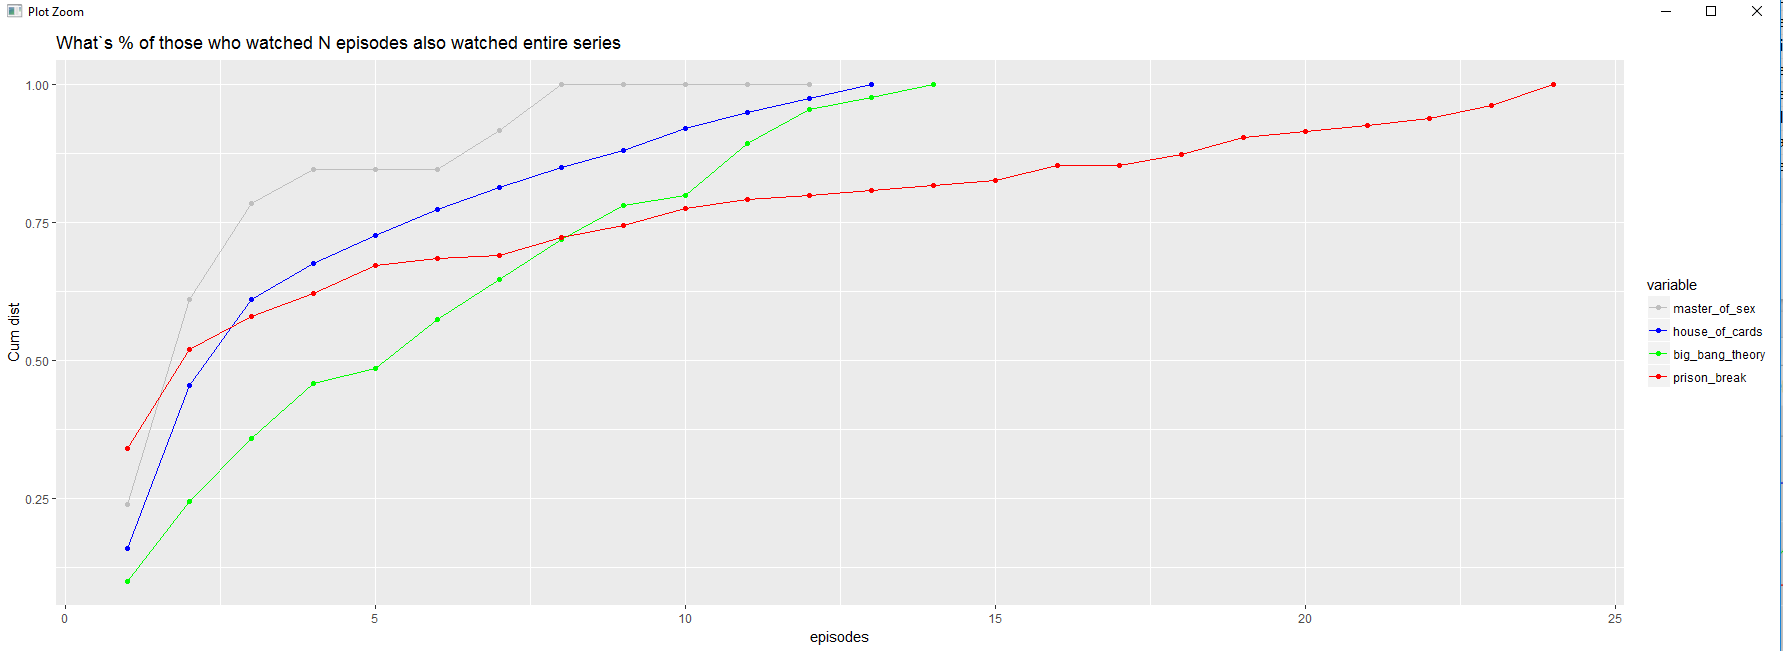 Plot Zoom
What`s % of those who watched N episodes also watched entire series
1.00
0.75
0.50
0.25
Cum dist
0 5 10 15 20 25
episodes
variable
master_of_sex
house_of_cards
big_bang_theory
prison_break